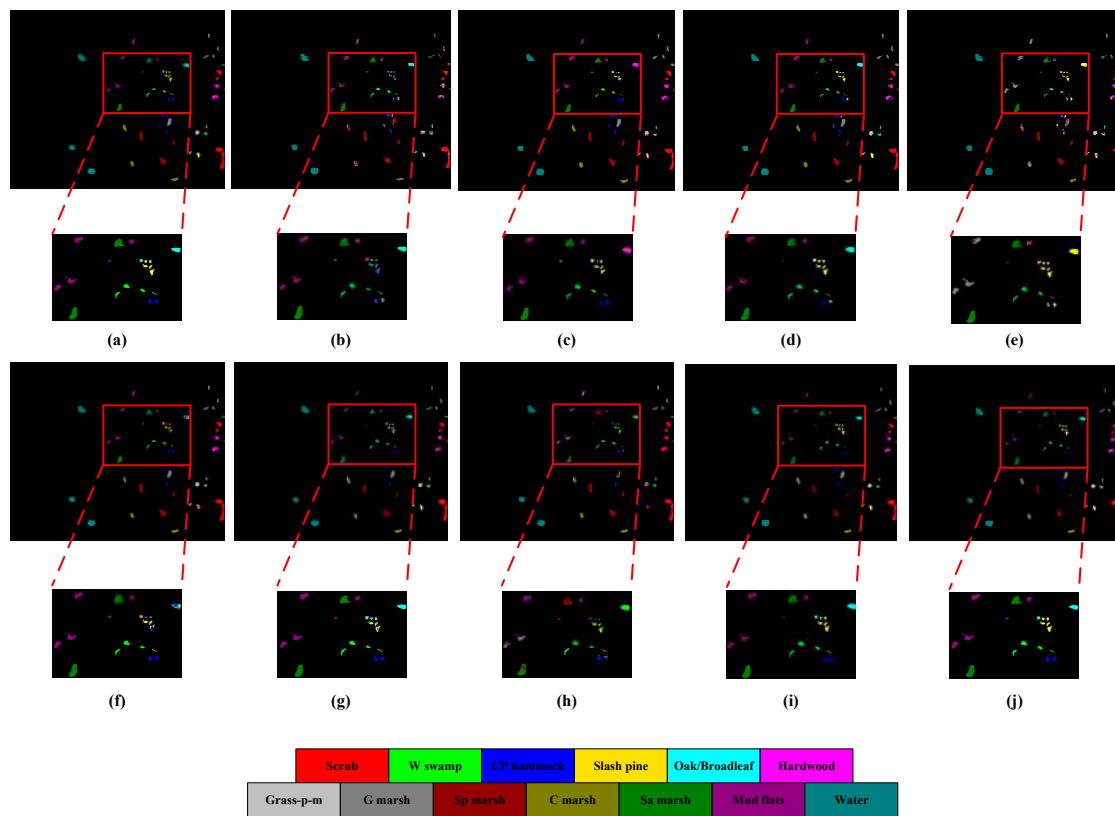 (a) (b) (c) (d) (e)
(f) (g) (h) (i) (j)
Scrub W swamp CP hammock Slash pine Oak/Broadleaf Hardwood
Grass-p-m G marsh Sp marsh C marsh Sa marsh Mud flats Water